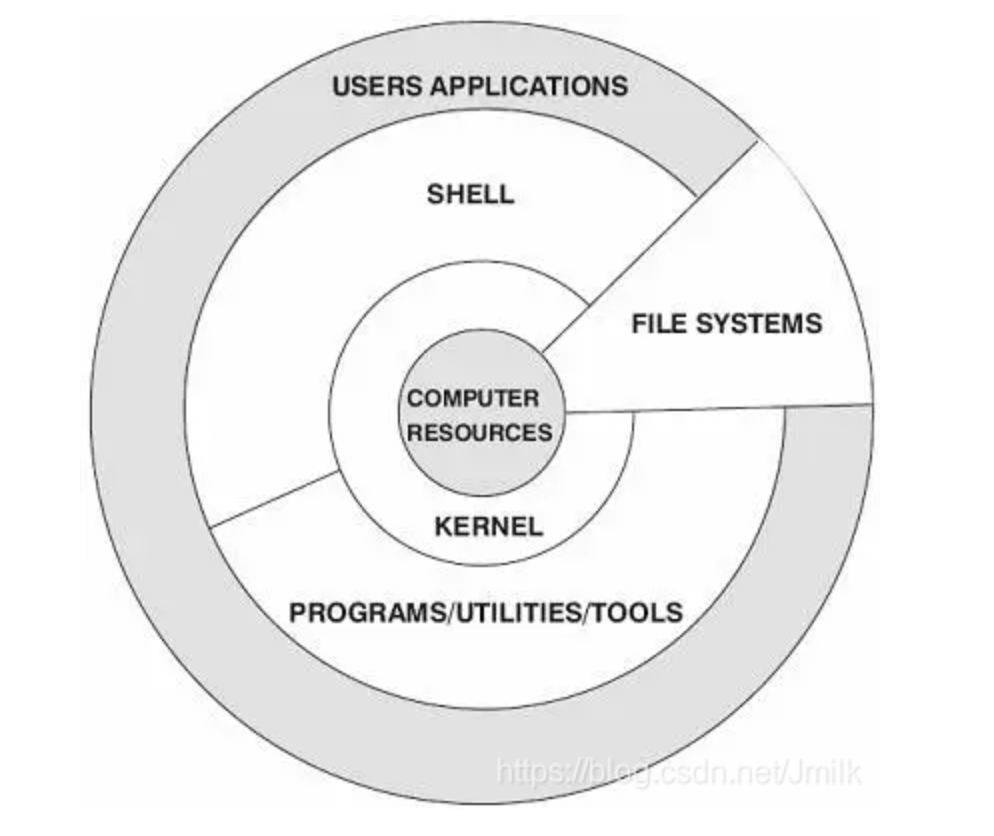 USERS APPLICATIONS
SHELL
FILE SYSTEMS
COMPUTER
RESOURCES
KERNEL
PROGRAMS/UTILITIES/TOOLS
https://blog.csdn.net/Jmilk